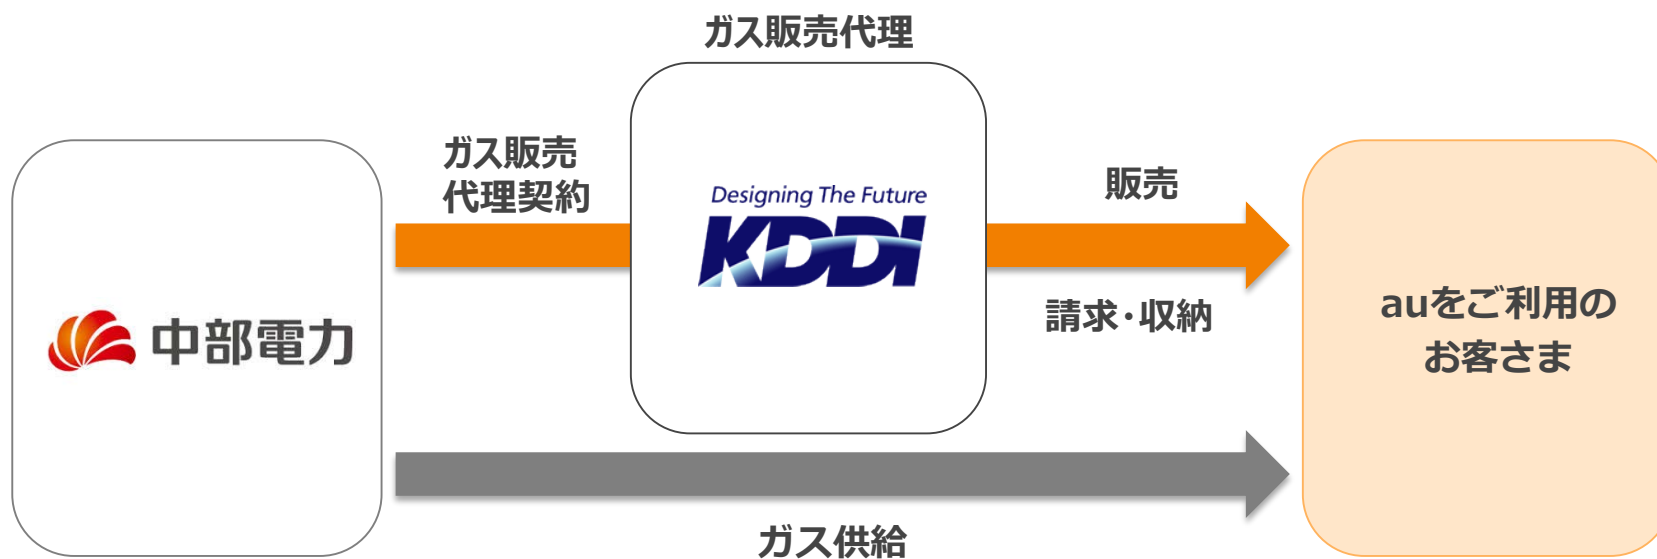 ガス販売代理
ガス販売
代理契約
Designing The Future
KDDI
販売
請求・収納
中部電力
auをご利用の
お客さま
ガス供給